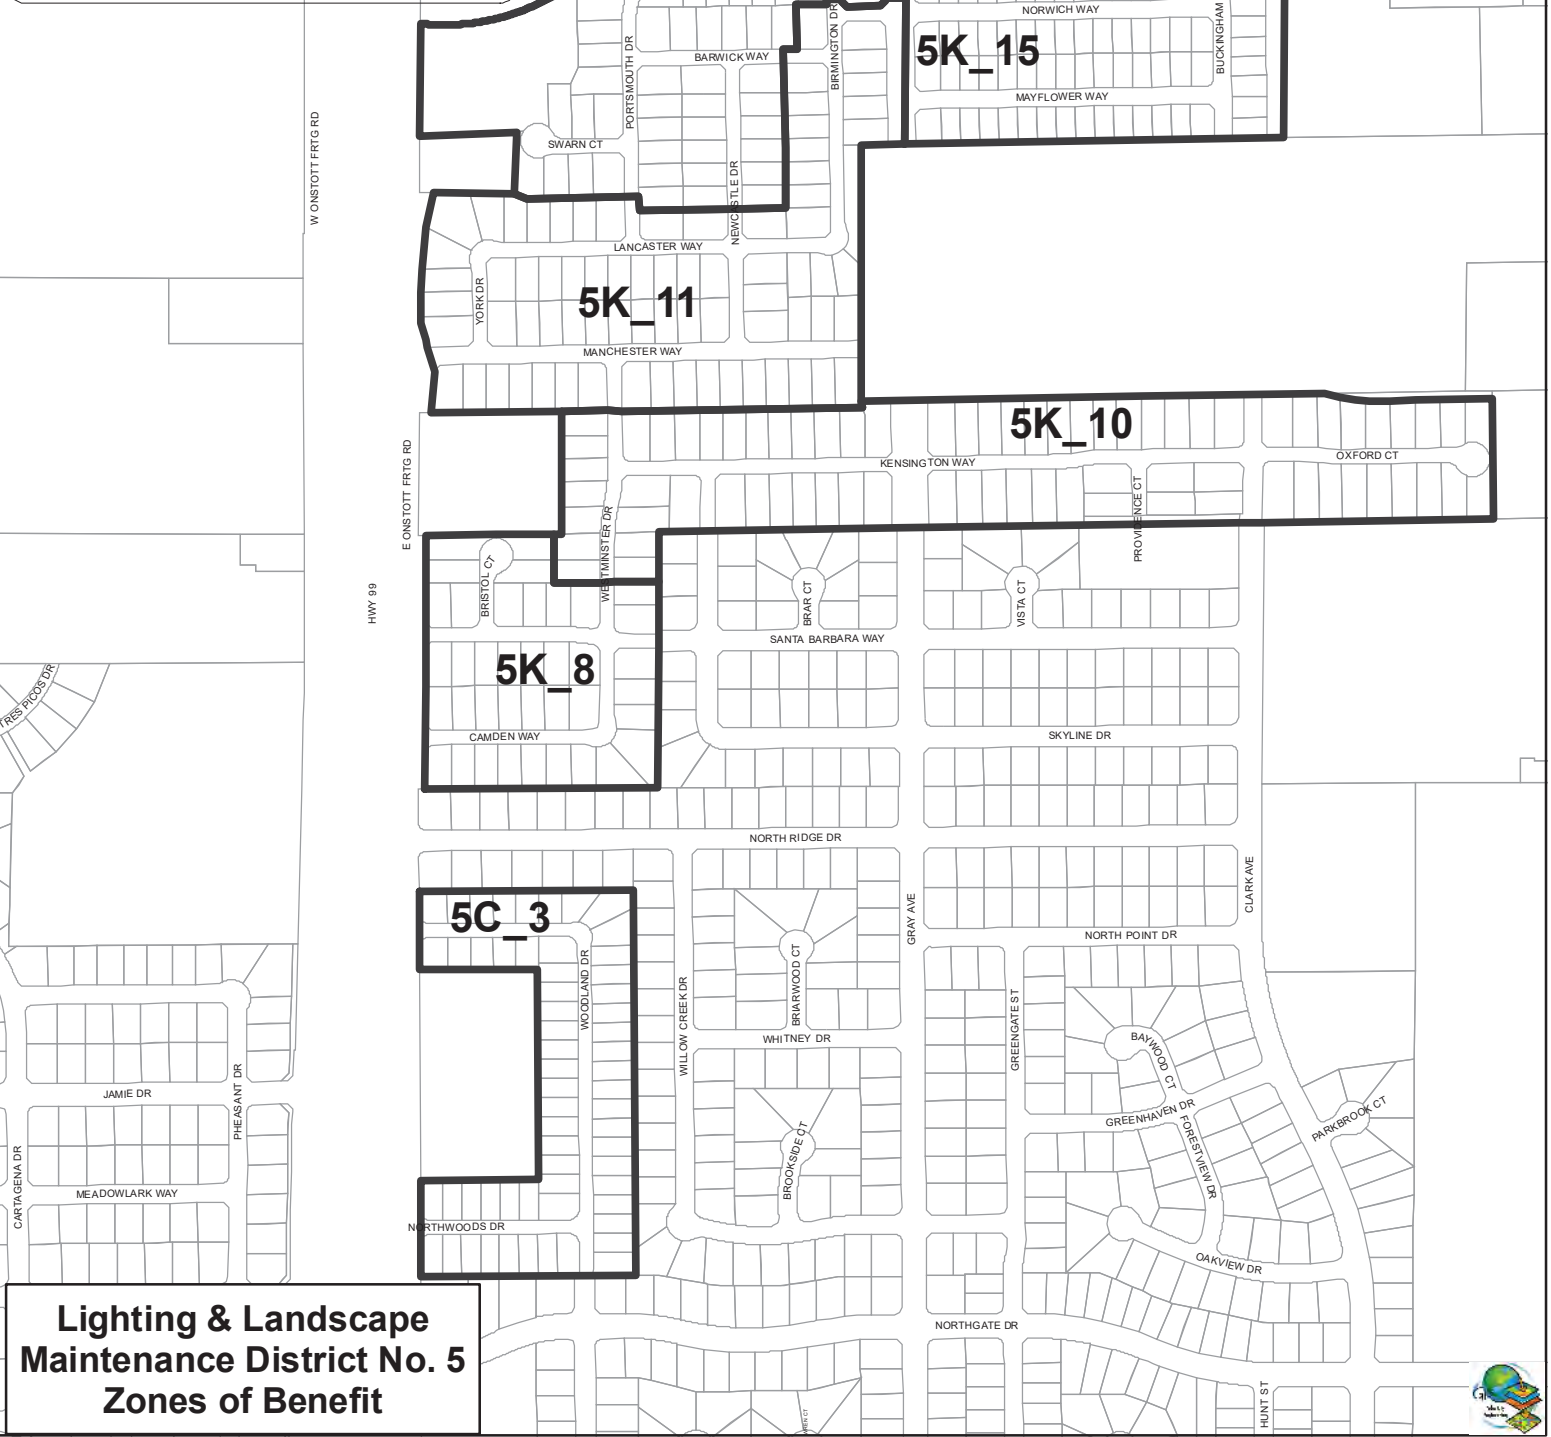 NORWICH WAY
BUCKINGHAM
5K_15
BIRMINGTON DR
PORTSMOUTH DR
BARWICK WAY
MAYFLOWER WAY
W ONSTOTT FRTG RD
SWARN CT
NEWCASTLE DR
LANCASTER WAY
YORK DR
5K_11
MANCHESTER WAY
5K_10
E ONSTOTT FRTG RD
KENSINGTON WAY
OXFORD CT
PROVIDENCE CT
WESTMINSTER DR
BRISTOL CT
HWY 99
BRAR CT
VISTA CT
SANTA BARBARA WAY
5K_8
TRES PICOS DR
CAMDEN WAY
SKYLINE DR
NORTH RIDGE DR
CLARK AVE
5C_3
GRAY AVE
NORTH POINT DR
WOODLAND DR
BRIARWOOD CT
WILLOW CREEK DR
GREENGATE ST
WHITNEY DR
BAYWOOD CT
JAMIE DR
PHEASANT DR
GREENHAVEN DR
PARKBROOK CT
FORESTVIEW DR
BROOKSIDE CT
CARTAGENA DR
MEADOWLARK WAY
NORTHWOODS DR
OAKVIEW DR
NORTHGATE DR
HUNT ST
Lighting & Landscape
Maintenance District No. 5
Zones of Benefit